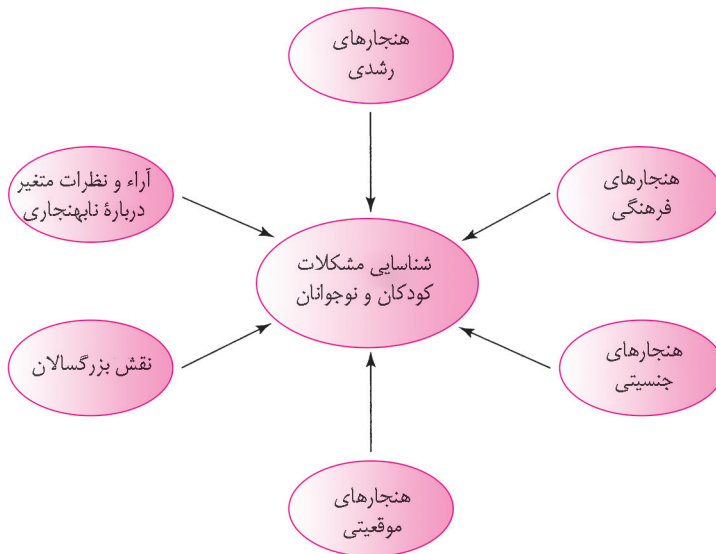 هنجارهای
رشدی
آراء و نظرات متغیر
دربارهٔ نابهنجاری
هنجارهای
فرهنگی
شناسایی مشکلات
کودکان و نوجوانان
نقش بزرگسالان
هنجارهای
جنسیتی
هنجارهای
موقعیتی